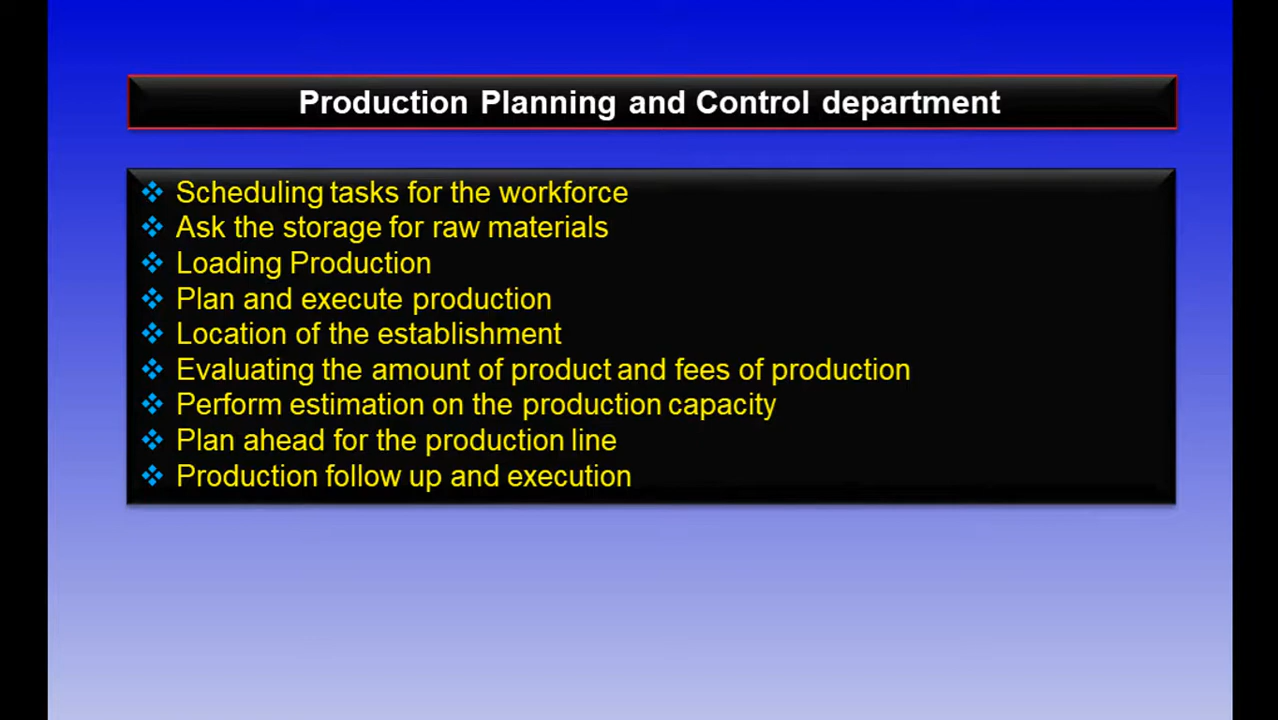 Production Planning and Control department
Scheduling tasks for the workforce
Ask the storage for raw materials
Loading Production
Plan and execute production
Location of the establishment
Evaluating the amount of product and fees of production
Perform estimation on the production capacity
Plan ahead for the production line
Production follow up and execution